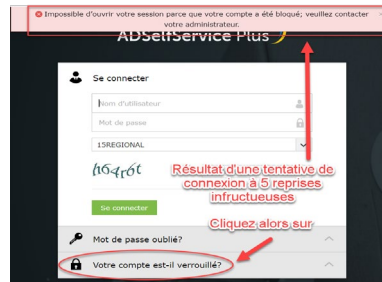 Impossible d'ouvrir votre session parce que votre compte a été bloqué; veuillez contacter
votre administrateur.
ADSelfService Plus
Se connecter
Nom d'utilisateur
Mot de passe
15REGIONAL
h64r6t
Résultat d'une tentative de
connexion à 5 reprises
infructueuses
Se connecter
Cliquez alors sur
Mot de passe oublié?
Votre compte est-il verrouillé?